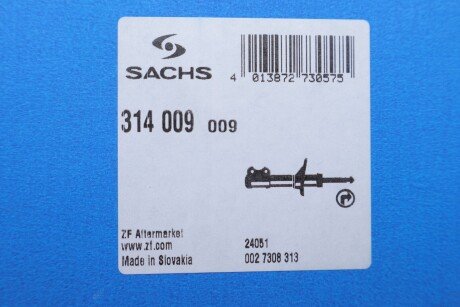 SACHS
4 013872 730575
314 009 009
ZF Aftermarket
www.zf.com
Made in Slovakia
24051
002 7308 313